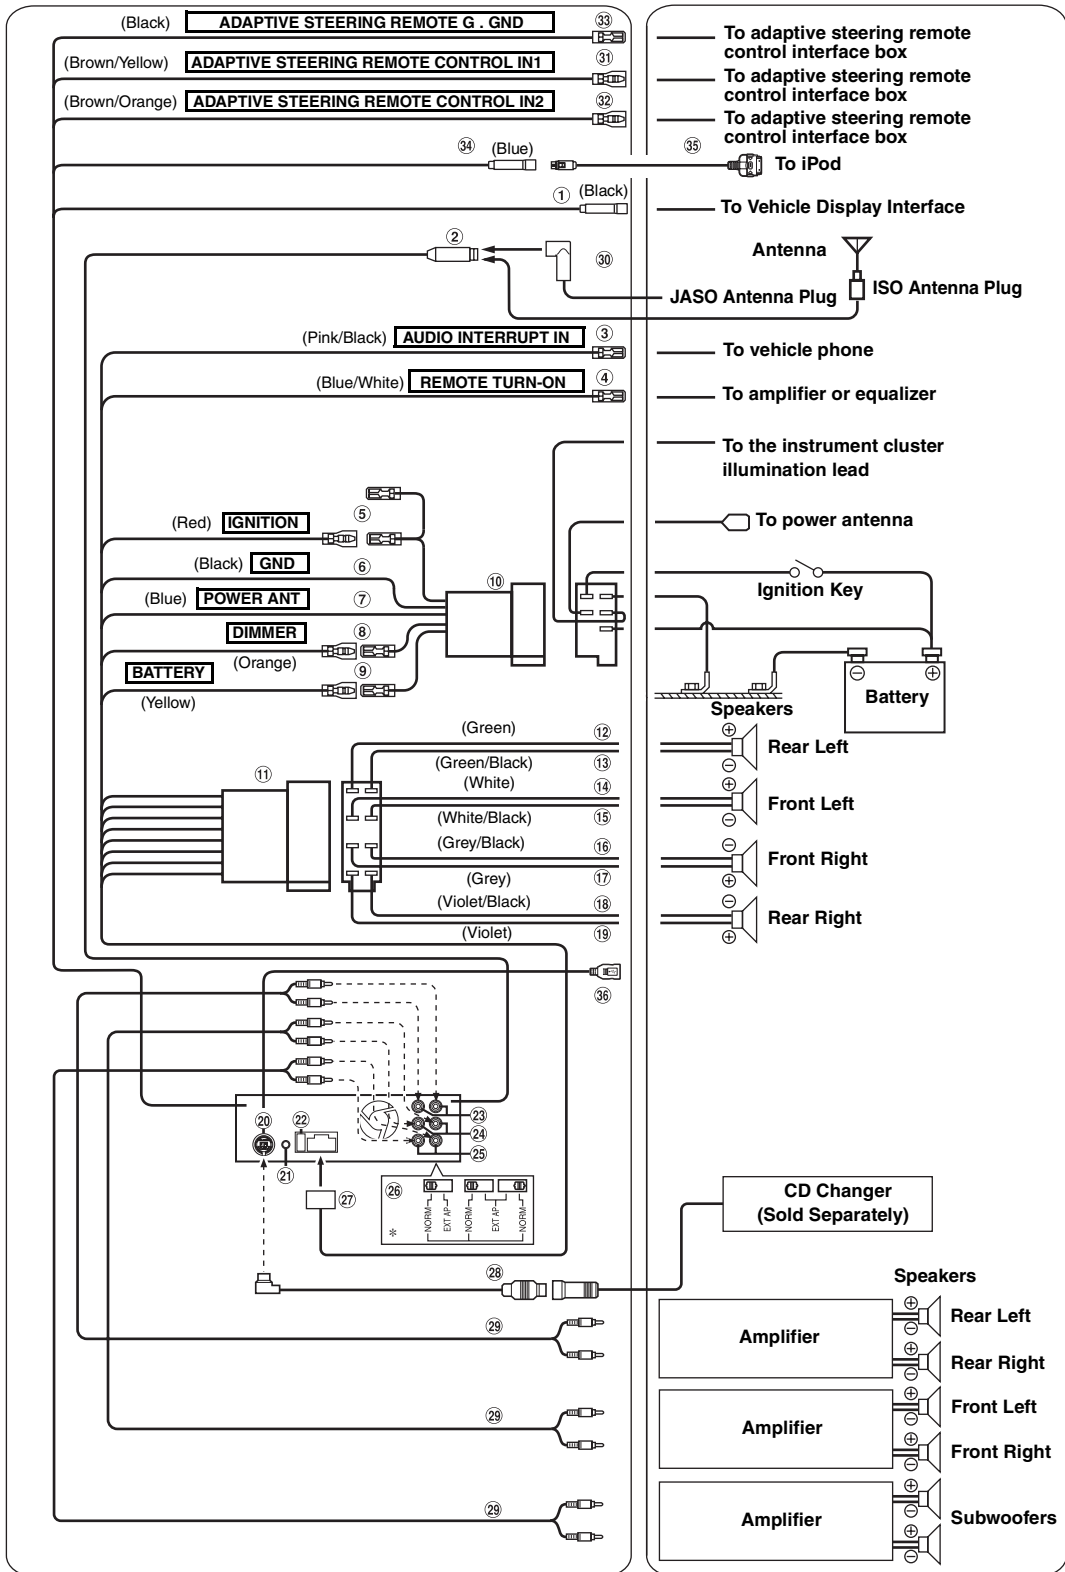 (Black) ADAPTIVE STEERING REMOTE G . GND 33
To adaptive steering remote
control interface box
(Brown/Yellow) ADAPTIVE STEERING REMOTE CONTROL IN1 31
To adaptive steering remote
control interface box
(Brown/Orange) ADAPTIVE STEERING REMOTE CONTROL IN2 32
To adaptive steering remote
control interface box
34 (Blue) 35 To iPod
1 (Black) To Vehicle Display Interface
2 30 Antenna
JASO Antenna Plug ISO Antenna Plug
(Pink/Black) AUDIO INTERRUPT IN 3 To vehicle phone
(Blue/White) REMOTE TURN-ON 4 To amplifier or equalizer
To the instrument cluster
illumination lead
5
(Red) IGNITION To power antenna
(Black) GND 6 10 Ignition Key
(Blue) POWER ANT 7
DIMMER 8
(Orange)
BATTERY 9
(Yellow)
Battery
Speakers
(Green) 12 Rear Left
(Green/Black) 13
11
(White) 14 Front Left
(White/Black) 15
(Grey/Black) 16 Front Right
(Grey) 17
(Violet/Black) 18 Rear Right
(Violet) 19
36
20 22 23
24
21 25
26 27
NORM EXT AP NORM EXT AP NORM
*
CD Changer
(Sold Separately)
28
Speakers
29 Amplifier Rear Left
Rear Right
29 Amplifier Front Left
Front Right
29 Amplifier Subwoofers